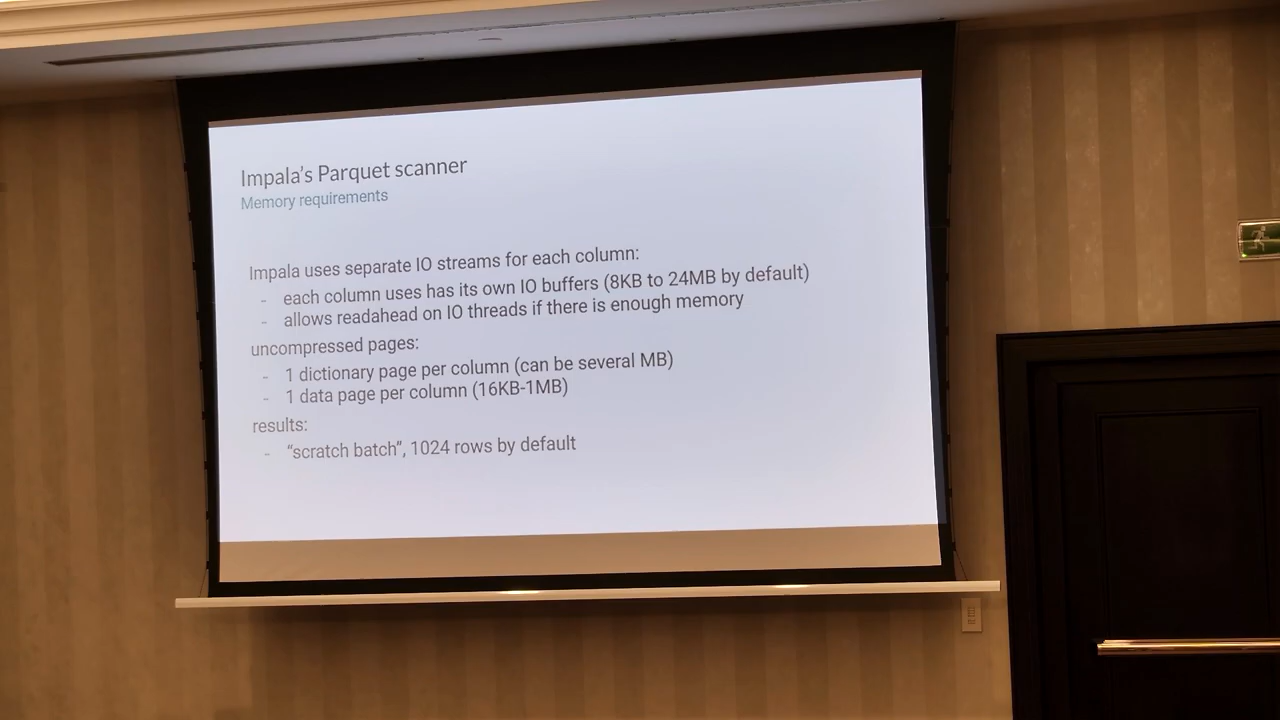 Impala's Parquet scanner
Memory requirements
Impala uses separate IO streams for each column:
- each column uses has its own IO buffers (8KB to 24MB by default)
- allows readahead on IO threads if there is enough memory
uncompressed pages:
- 1 dictionary page per column (can be several MB)
- 1 data page per column (16KB-1MB)
results:
- “scratch batch”, 1024 rows by default